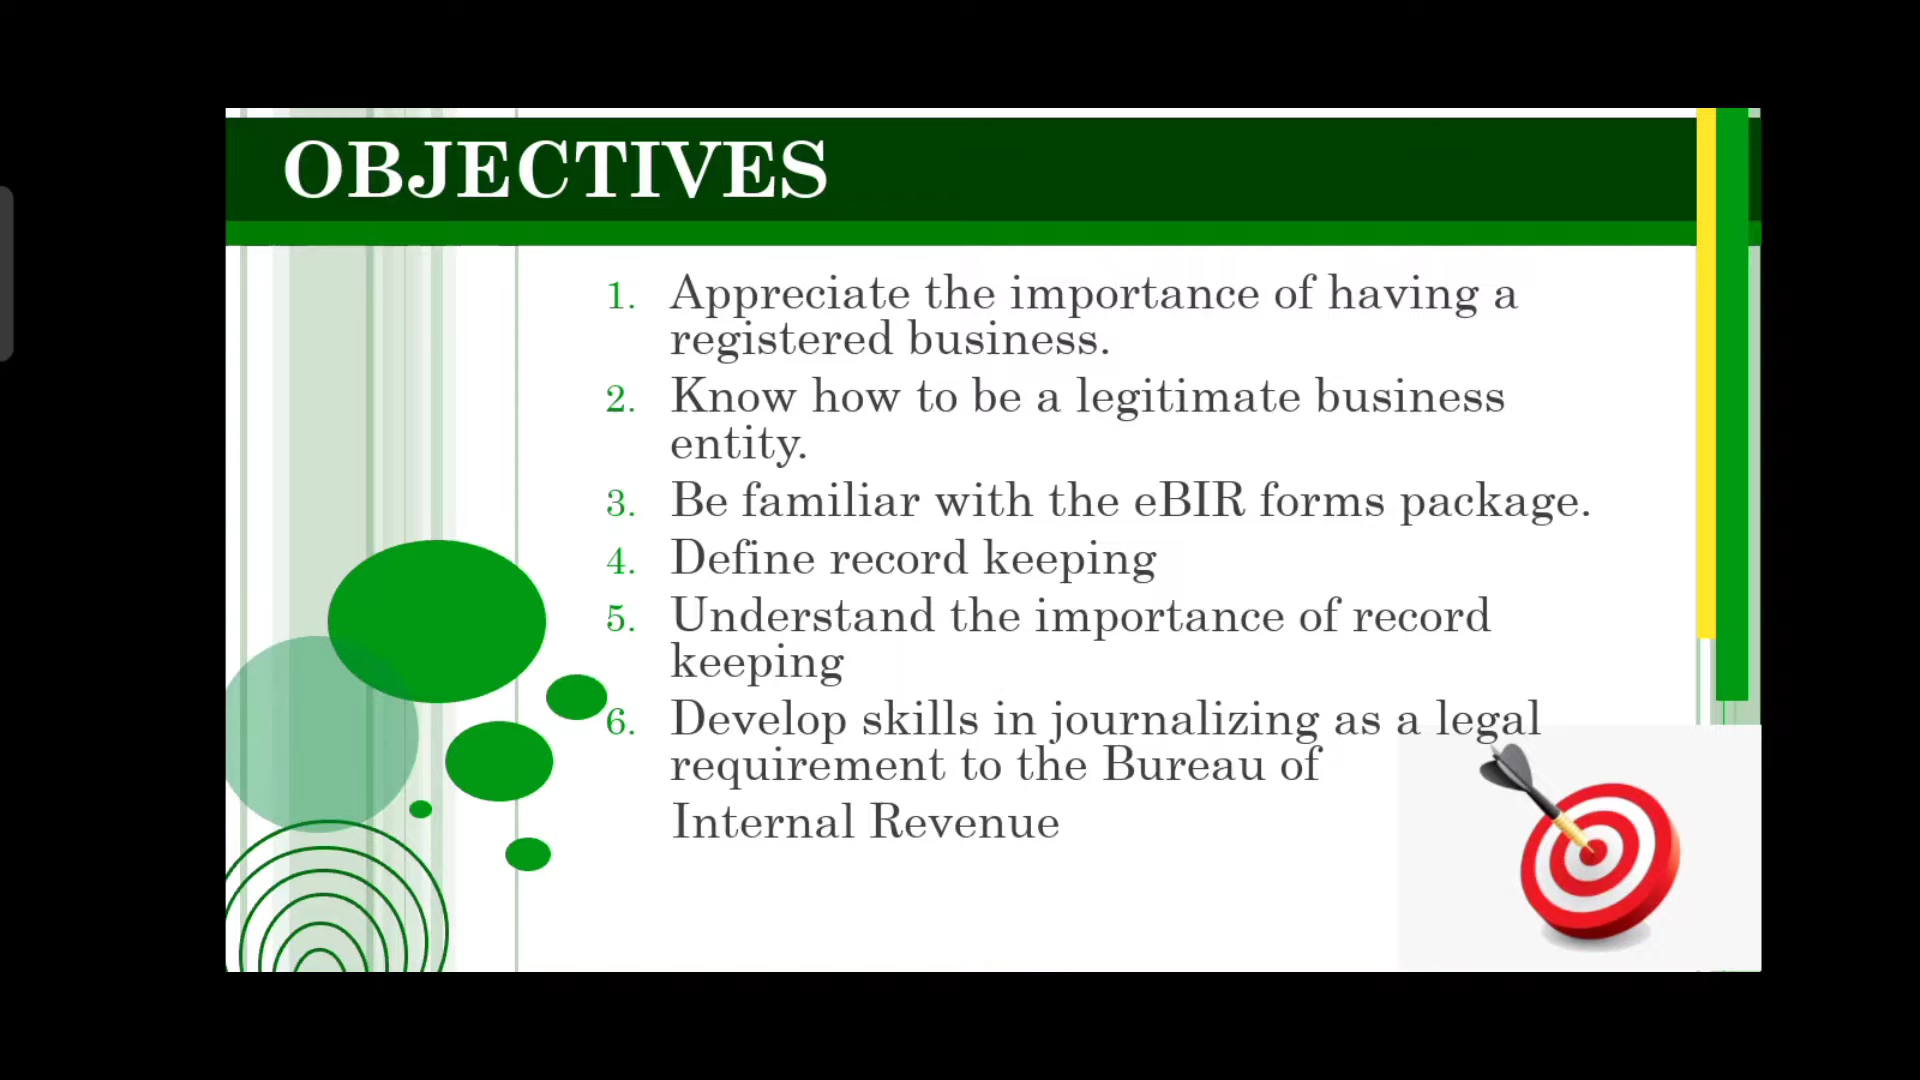 OBJECTIVES
1. Appreciate the importance of having a
registered business.
2. Know how to be a legitimate business
entity.
3. Be familiar with the eBIR forms package.
4. Define record keeping
5. Understand the importance of record
keeping
6. Develop skills in journalizing as a legal
requirement to the Bureau of
Internal Revenue